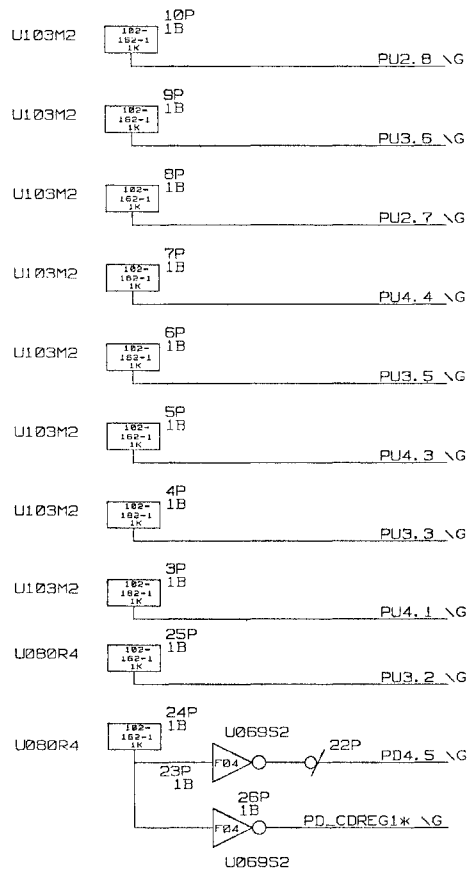 10P
U103M2 102- 1B
162-1
1K
PU2.8 \G
9P
U103M2 102- 1B
162-1
1K
PU3.6 \G
8P
U103M2 102- 1B
162-1
1K
PU2.7 \G
7P
U103M2 102- 1B
162-1
1K
PU4.4 \G
6P
U103M2 102- 1B
162-1
1K
PU3.5 \G
5P
U103M2 102- 1B
162-1
1K
PU4.3 \G
4P
U103M2 102- 1B
162-1
1K
PU3.3 \G
3P
U103M2 102- 1B
162-1
1K
PU4.1 \G
25P
U080R4 102- 1B
162-1
1K
PU3.2 \G
24P
U080R4 102- 1B
162-1
1K
U069S2
22P
F04
PD4.5 \G
23P
1B
26P
1B
F04
PD_CDREG1* \G
U069S2